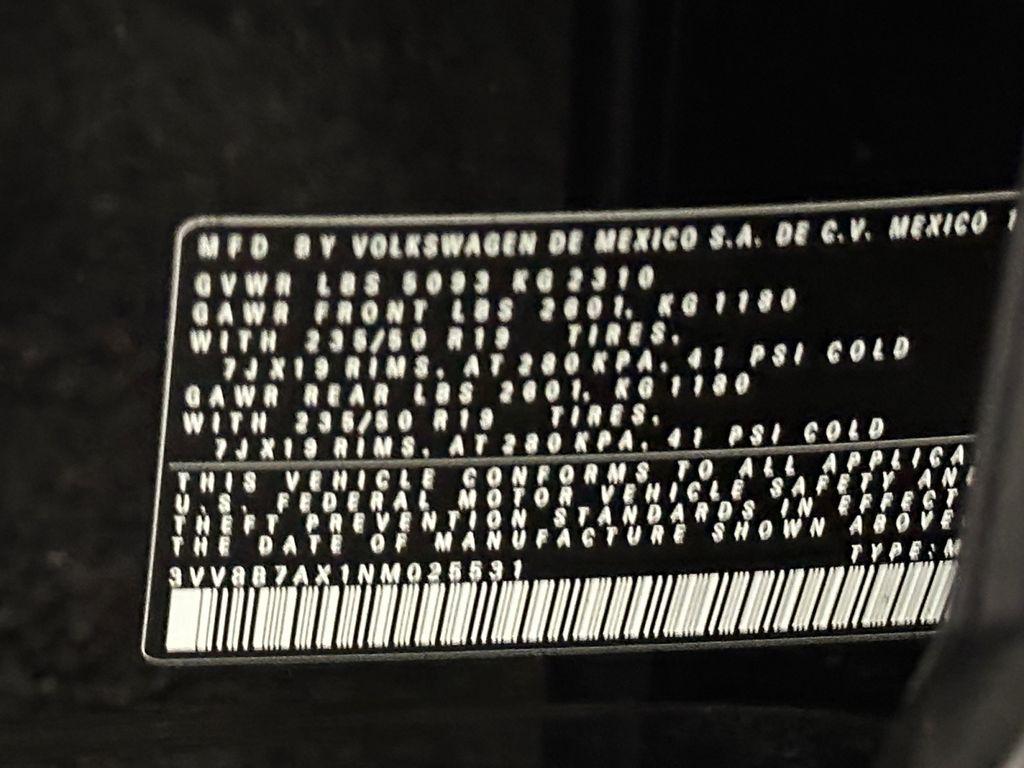 MFD BY VOLKSWAGEN DE MEXICO S.A. DE C.V. MEXICO 1
GVWR LBS 5093 KG 2310
GAWR FRONT LBS 2601, KG 1180
WITH 235/50 R19 TIRES,
7JX19 RIMS, AT 280 KPA, 41 PSI COLD
GAWR REAR LBS 2601, KG 1180
WITH 235/50 R19 TIRES,
7JX19 RIMS, AT 280 KPA, 41 PSI COLD
THIS VEHICLE CONFORMS TO ALL APPLICA
U.S. FEDERAL MOTOR VEHICLE SAFETY AND
THEFT PREVENTION STANDARDS IN EFFECT
THE DATE OF MANUFACTURE SHOWN ABOVE
TYPE:M
3VV8B7AX1NM025531